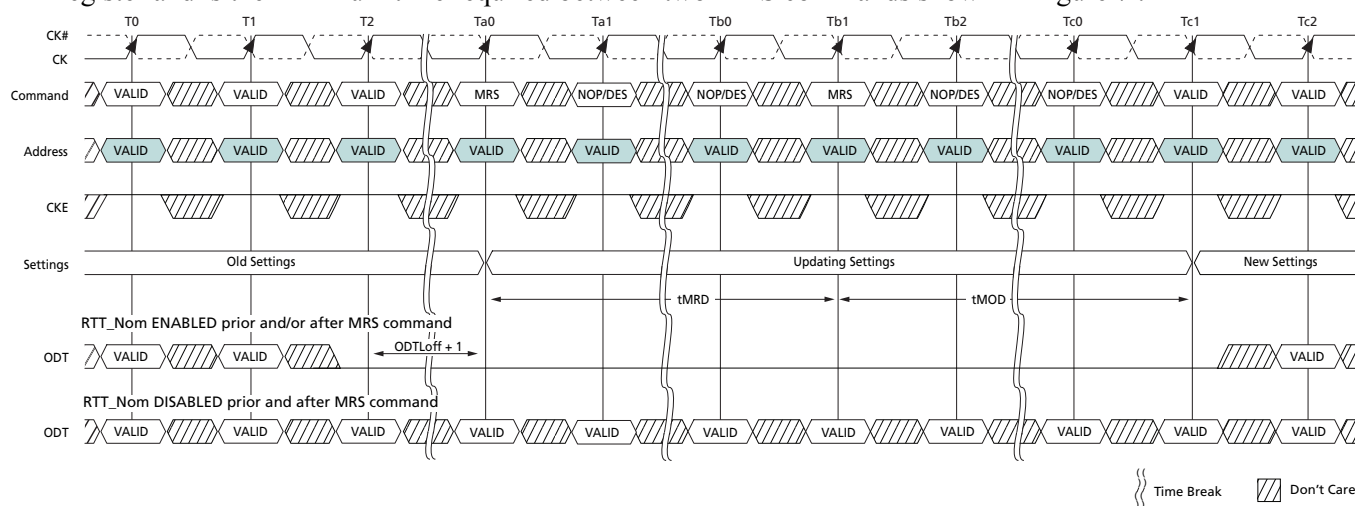 T0 T1 T2 Ta0 Ta1 Tb0 Tb1 Tb2 Tc0 Tc1 Tc2
CK#
CK
Command VALID VALID VALID MRS NOP/DES NOP/DES MRS NOP/DES NOP/DES VALID VALID
Address VALID VALID VALID VALID VALID VALID VALID VALID VALID VALID VALID
CKE
Settings Old Settings Updating Settings New Settings
tMRD tMOD
RTT_Nom ENABLED prior and/or after MRS command
ODTLoff + 1
ODT VALID VALID VALID
RTT_Nom DISABLED prior and after MRS command
ODT VALID VALID VALID VALID VALID VALID VALID VALID VALID VALID VALID
Time Break Don't Care